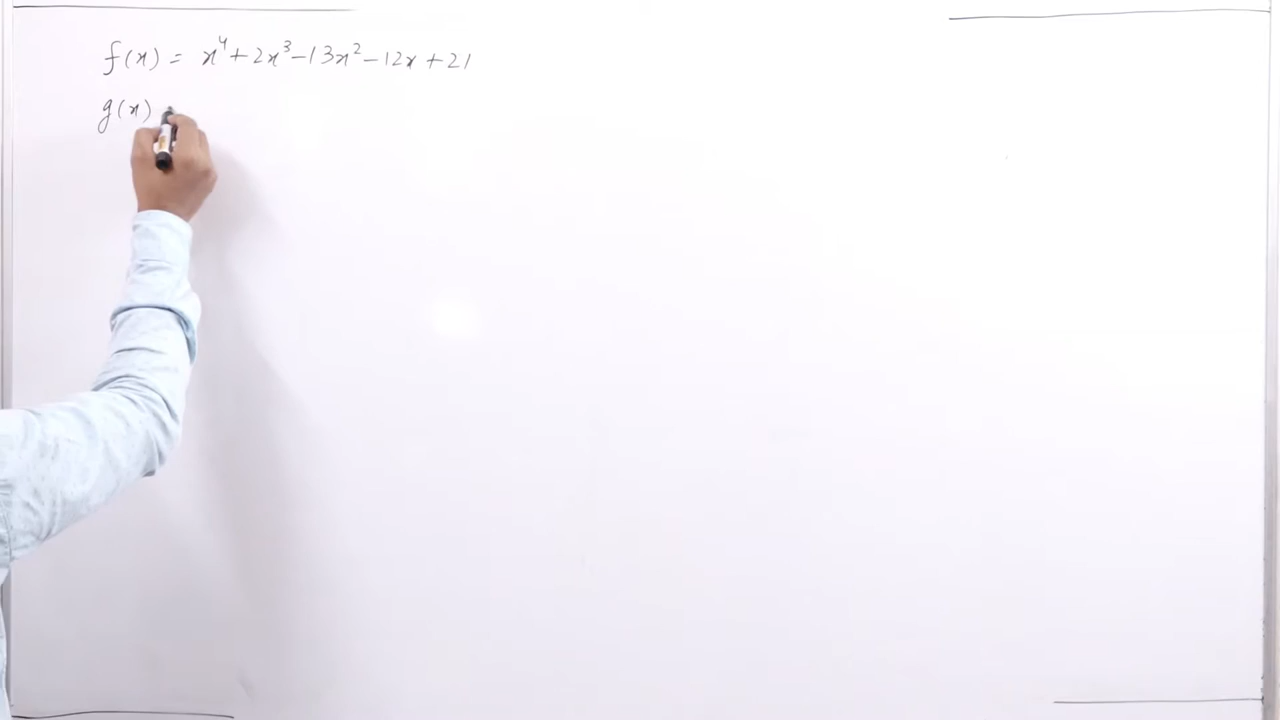 f(x) = x⁴+2x³-13x²-12x+21
g(x)